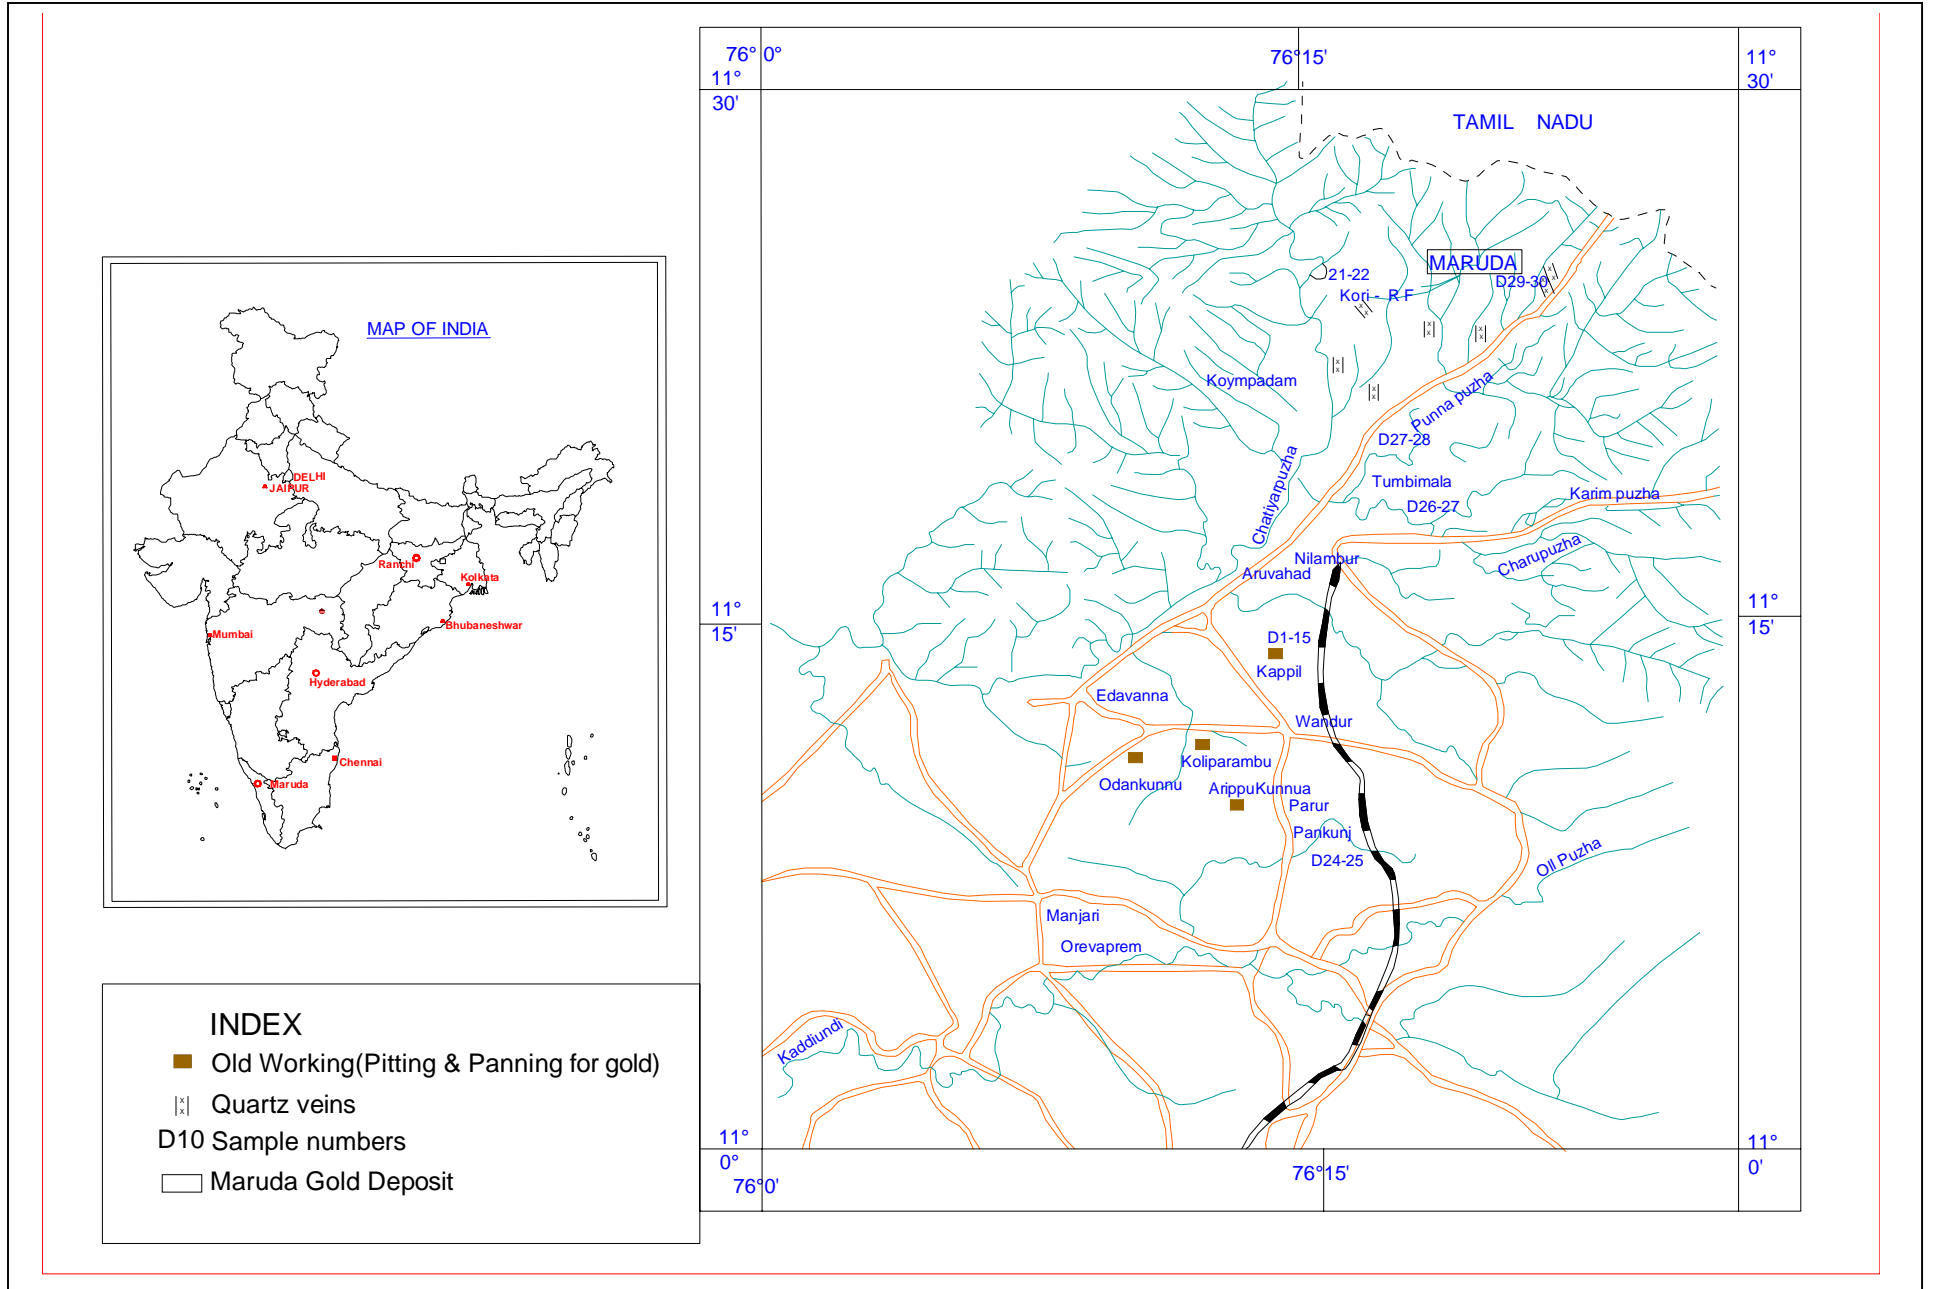 76° 0°
76°15'
11°
30'
11°
30'
TAMIL NADU
MARUDA
21-22
D29-30
Kori - R F
MAP OF INDIA
Koympadam
Punna puzha
D27-28
Chatiyarpuzha
Tumbimala
D26-27
Karim puzha
DELHI
JAIPUR
Nilambur
Aruvahad
Charupuzha
Ranchi
Kolkata
11°
15'
11°
15'
Bhubaneshwar
Mumbai
D1-15
Kappil
Hyderabad
Edavanna
Wandur
Chennai
Koliparambu
Maruda
Odankunnu
ArippuKunnua
Parur
Pankunj
D24-25
Oll Puzha
Manjari
Orevaprem
Kaddiundi
INDEX
Old Working(Pitting & Panning for gold)
Quartz veins
D10 Sample numbers
Maruda Gold Deposit
11°
0°
76°0'
76°15'
11°
0'